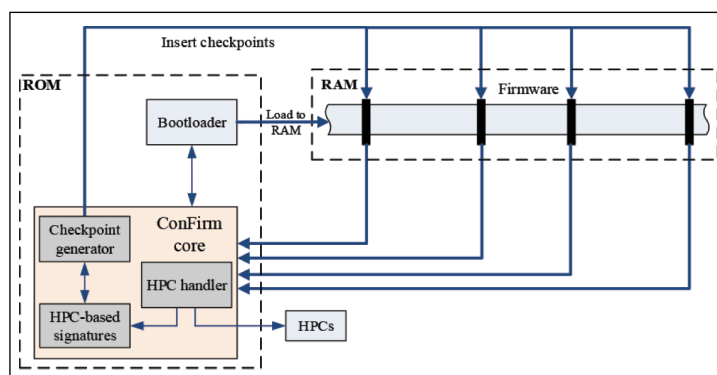 Insert checkpoints
ROM
RAM
Firmware
Bootloader
Load to
RAM
ConFirm
core
Checkpoint
generator
HPC handler
HPC-based
signatures
HPCs